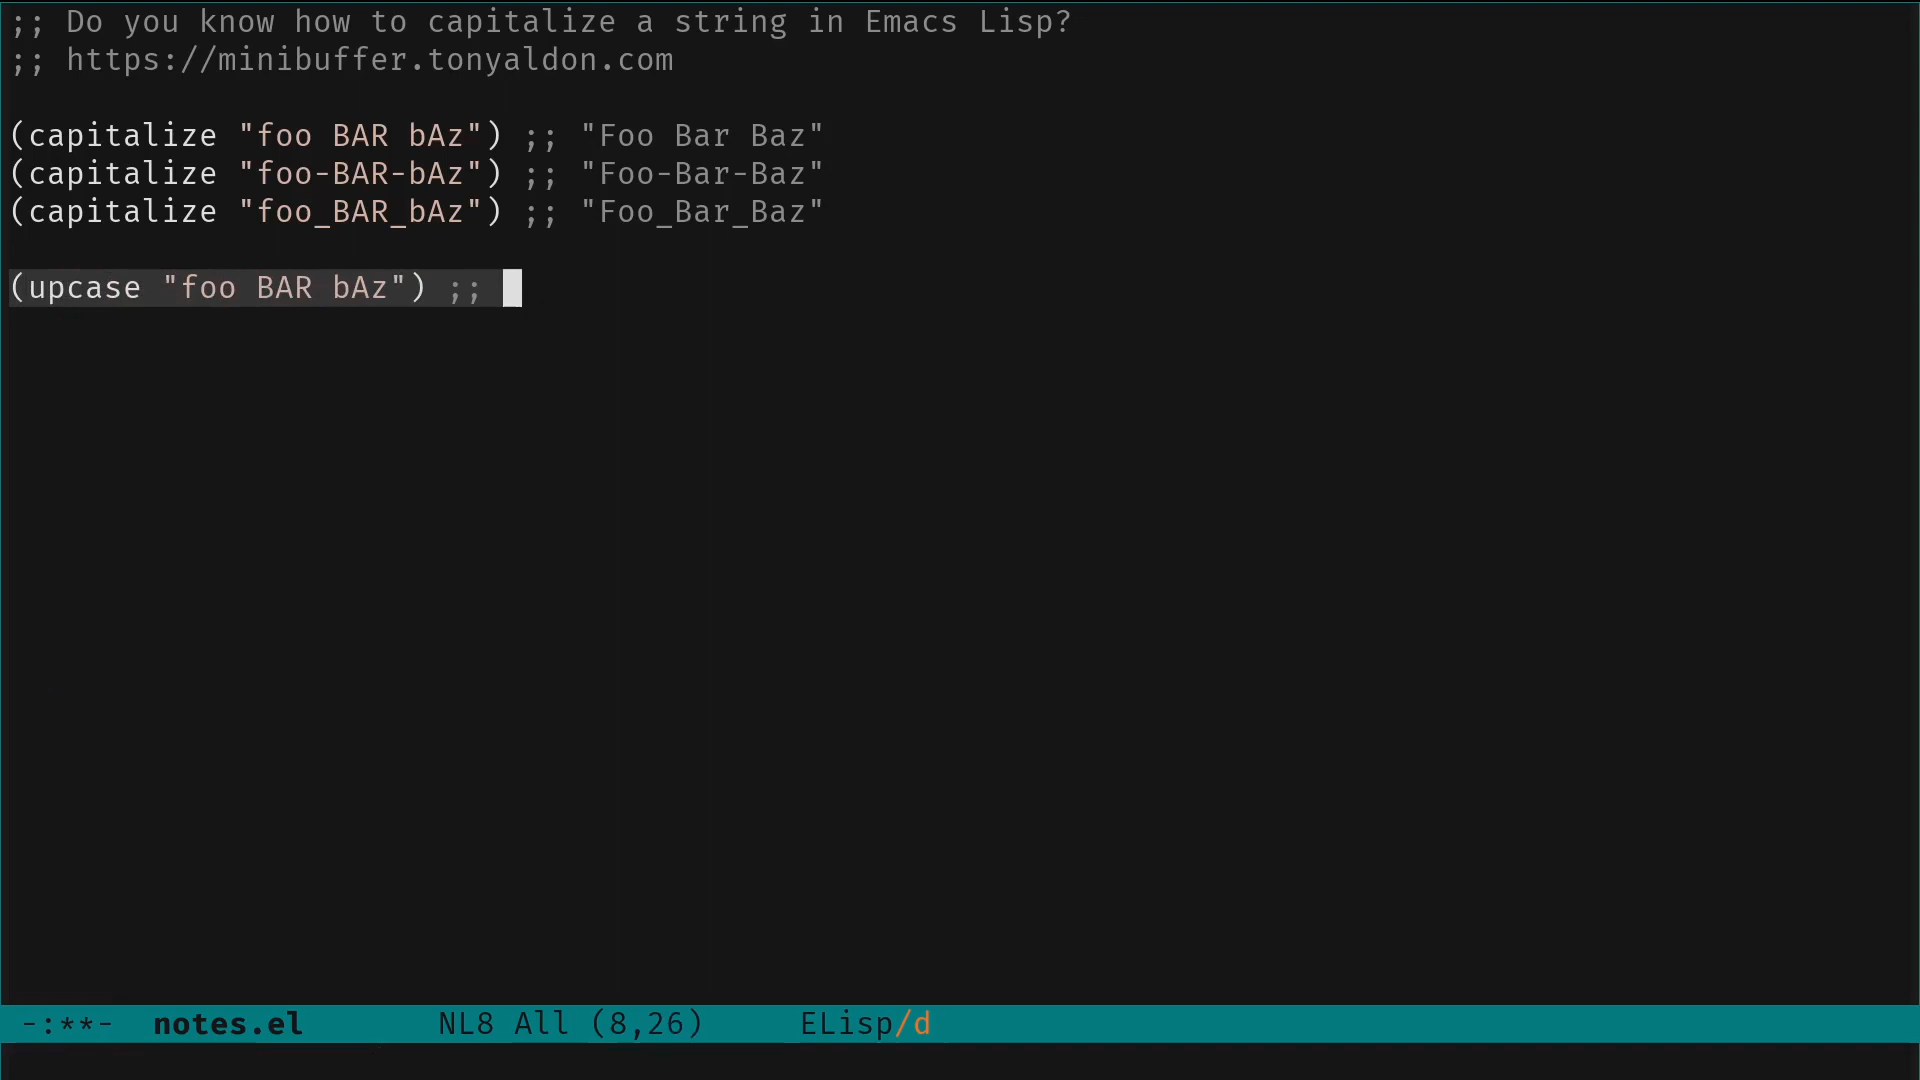 ;; Do you know how to capitalize a string in Emacs Lisp?
;; https://minibuffer.tonyaldon.com
(capitalize "foo BAR bAz") ;; "Foo Bar Baz"
(capitalize "foo-BAR-bAz") ;; "Foo-Bar-Baz"
(capitalize "foo_BAR_bAz") ;; "Foo_Bar_Baz"
(upcase "foo BAR bAz") ;;
-:**- notes.el NL8 All (8,26) ELisp/d